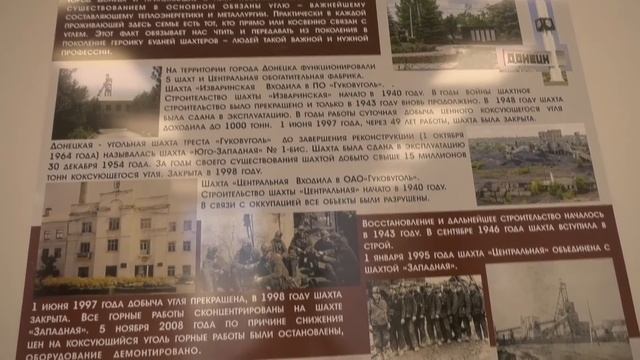 существованием в основном обязаны углю – важнейшему
составляющему теплоэнергетики и металлургии. Практически в каждой
проживающей здесь семье есть тот, кто прямо или косвенно связан с
углем. Этот факт обязывает нас чтить и передавать из поколения в
поколение героику будней шахтеров – людей такой важной и нужной
профессии.
Донецк
На территории города Донецка функционировали
5 шахт и Центральная обогатительная фабрика.
Шахта «Изваринская» Входила в ПО «Гуковуголь».
Строительство шахты «Изваринская» начато в 1940 году. В годы войны шахтное
строительство было прекращено и только в 1943 году вновь продолжено. В 1948 году шахта
была сдана в эксплуатацию. В годы работы суточная добыча ценного коксующегося угля
доходила до 1000 тонн. 1 июня 1997 года, через 49 лет работы, шахта была закрыта.
Донецкая - угольная шахта треста «Гуковуголь» до завершения реконструкции (1 октября
1964 года) называлась шахта «Юго-Западная» № 1-бис. Шахта была сдана в эксплуатацию
30 декабря 1954 года. За годы своего существования шахтой добыто свыше 15 миллионов
тонн коксующегося угля. Закрыта в 1998 году.
Шахта «Центральная Входила в ОАО«Гуковуголь».
Строительство шахты «Центральная» начато в 1940 году.
В связи с оккупацией все объекты были разрушены.
Восстановление и дальнейшее строительство началось
в 1943 году. В сентябре 1946 года шахта вступила в
строй.
1 января 1995 года шахта «Центральная» объединена с
шахтой «Западная».
1 июня 1997 года добыча угля прекращена, в 1998 году шахта
закрыта. Все горные работы сконцентрированы на шахте
«Западная». 5 ноября 2008 года по причине снижения
цен на коксующийся уголь горные работы были остановлены,
оборудование демонтировано.